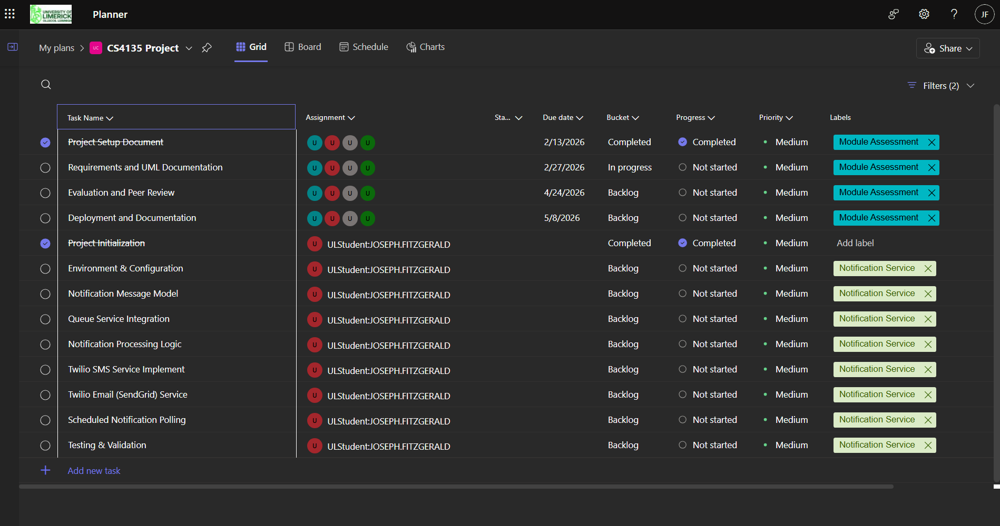 UNIVERSITY OF
LIMERICK
OLLSCOIL LUIMNIGH
Planner
JF
My plans
UC
CS4135 Project
Grid
Board
Schedule
Charts
Share
Filters (2)
Task Name Assignment Sta... Due date Bucket Progress Priority Labels
Project Setup Document U U U U 2/13/2026 Completed Completed Medium Module Assessment
Requirements and UML Documentation U U U U 2/27/2026 In progress Not started Medium Module Assessment
Evaluation and Peer Review U U U U 4/24/2026 Backlog Not started Medium Module Assessment
Deployment and Documentation U U U U 5/8/2026 Backlog Not started Medium Module Assessment
Project Initialization U ULStudent:JOSEPH.FITZGERALD Completed Completed Medium Add label
Environment & Configuration U ULStudent:JOSEPH.FITZGERALD Backlog Not started Medium Notification Service
Notification Message Model U ULStudent:JOSEPH.FITZGERALD Backlog Not started Medium Notification Service
Queue Service Integration U ULStudent:JOSEPH.FITZGERALD Backlog Not started Medium Notification Service
Notification Processing Logic U ULStudent:JOSEPH.FITZGERALD Backlog Not started Medium Notification Service
Twilio SMS Service Implement U ULStudent:JOSEPH.FITZGERALD Backlog Not started Medium Notification Service
Twilio Email (SendGrid) Service U ULStudent:JOSEPH.FITZGERALD Backlog Not started Medium Notification Service
Scheduled Notification Polling U ULStudent:JOSEPH.FITZGERALD Backlog Not started Medium Notification Service
Testing & Validation U ULStudent:JOSEPH.FITZGERALD Backlog Not started Medium Notification Service
Add new task